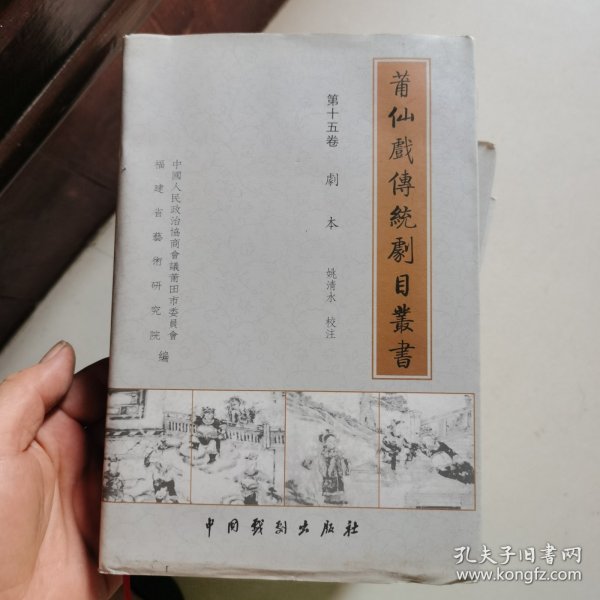 莆仙戲傳統劇目叢書
第十五卷 劇本 姚清水 校注
中國人民政治協商會議莆田市委員會
福建省藝術研究院 編
中国戏剧出版社
孔夫子旧书网
www.kongfz.com